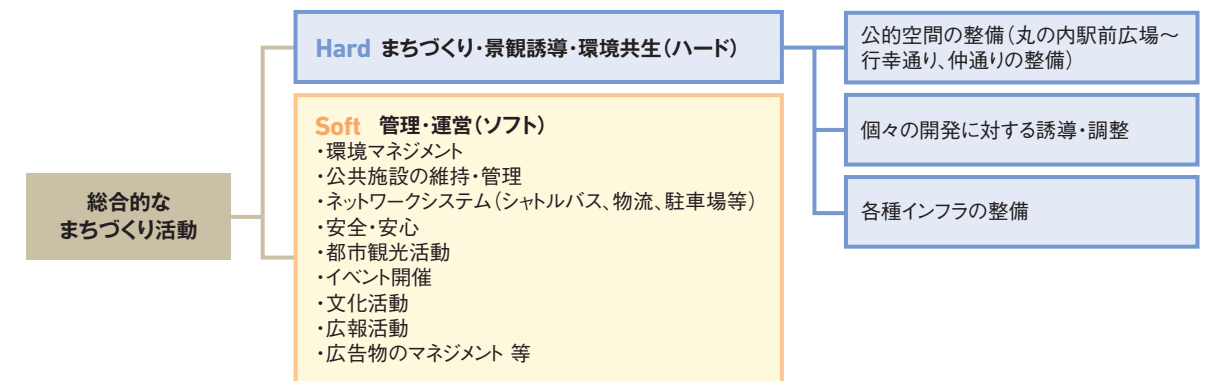 総合的な
まちづくり活動
Hard まちづくり・景観誘導・環境共生(ハード)
Soft 管理・運営(ソフト)
・環境マネジメント
・公共施設の維持・管理
・ネットワークシステム(シャトルバス、物流、駐車場等)
・安全・安心
・都市観光活動
・イベント開催
・文化活動
・広報活動
・広告物のマネジメント 等
公的空間の整備(丸の内駅前広場〜
行幸通り、仲通りの整備)
個々の開発に対する誘導・調整
各種インフラの整備